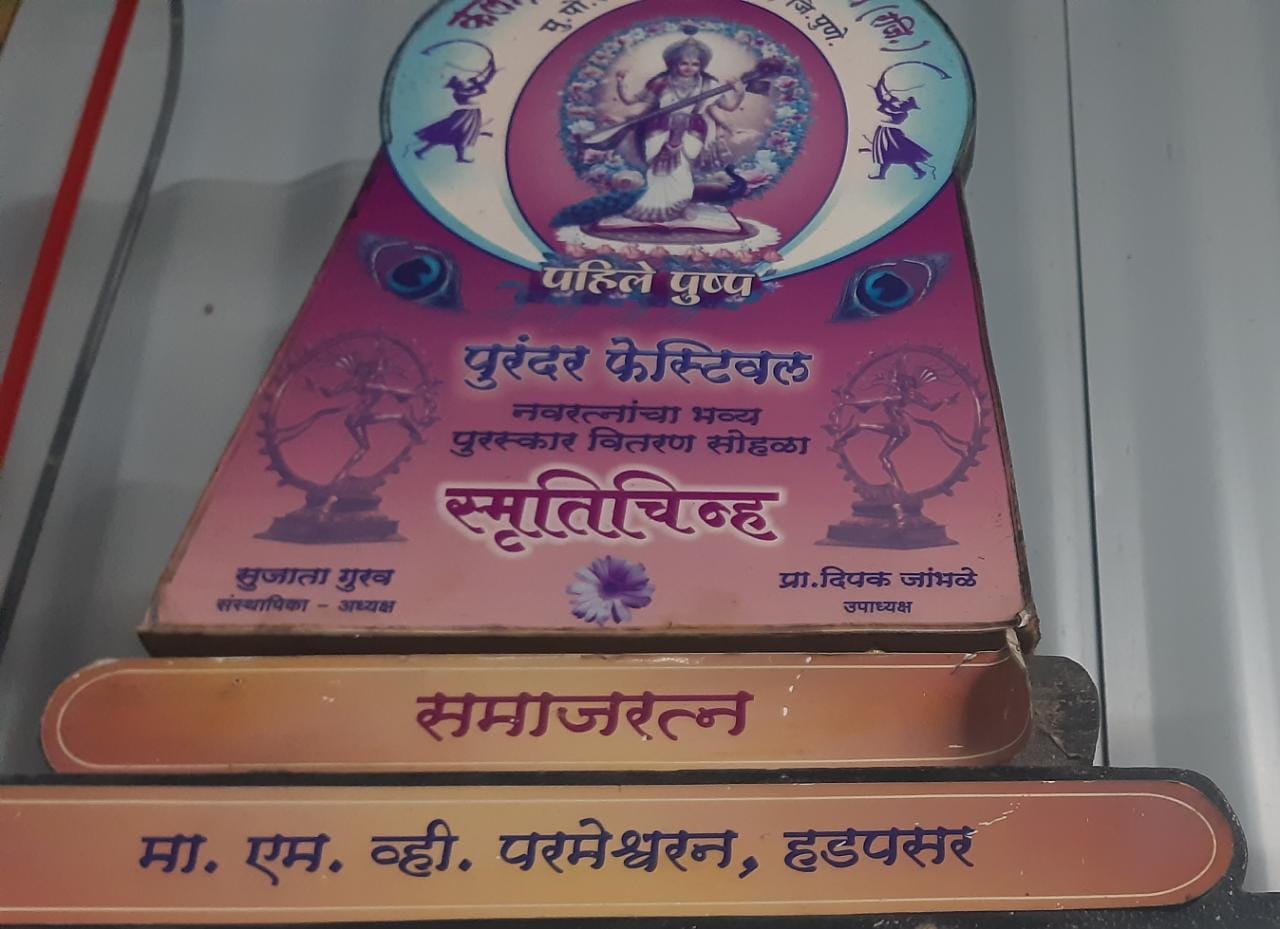 (रजि.)
मु.पो. जि.पुणे.
पहिले पुष्प
पुरंदर फेस्टिवल
नवरत्नांचा भव्य
पुरस्कार वितरण सोहळा
स्मृतिचिन्ह
सुजाता गुरव
संस्थापिका - अध्यक्ष
प्रा.दिपक जांभळे
उपाध्यक्ष
समाजरत्न
मा. एम. व्ही. परमेश्वरन, हडपसर